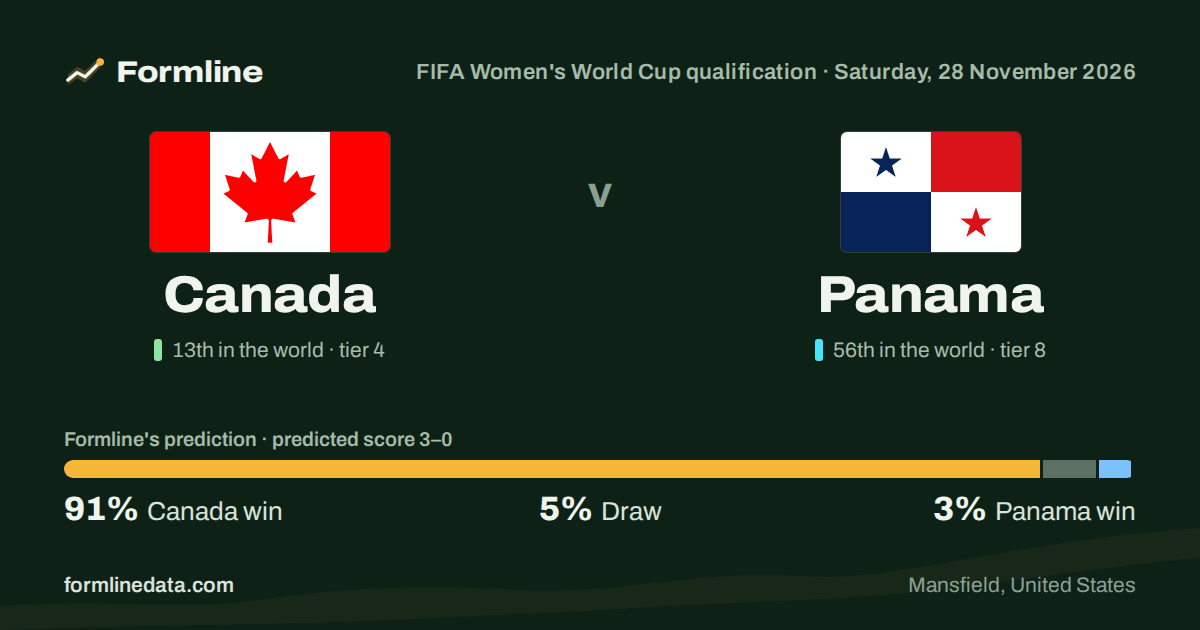 Formline
FIFA Women's World Cup qualification · Saturday, 28 November 2026
v
Canada
Panama
13th in the world · tier 4
56th in the world · tier 8
Formline's prediction · predicted score 3–0
91% Canada win
5% Draw
3% Panama win
formlinedata.com
Mansfield, United States